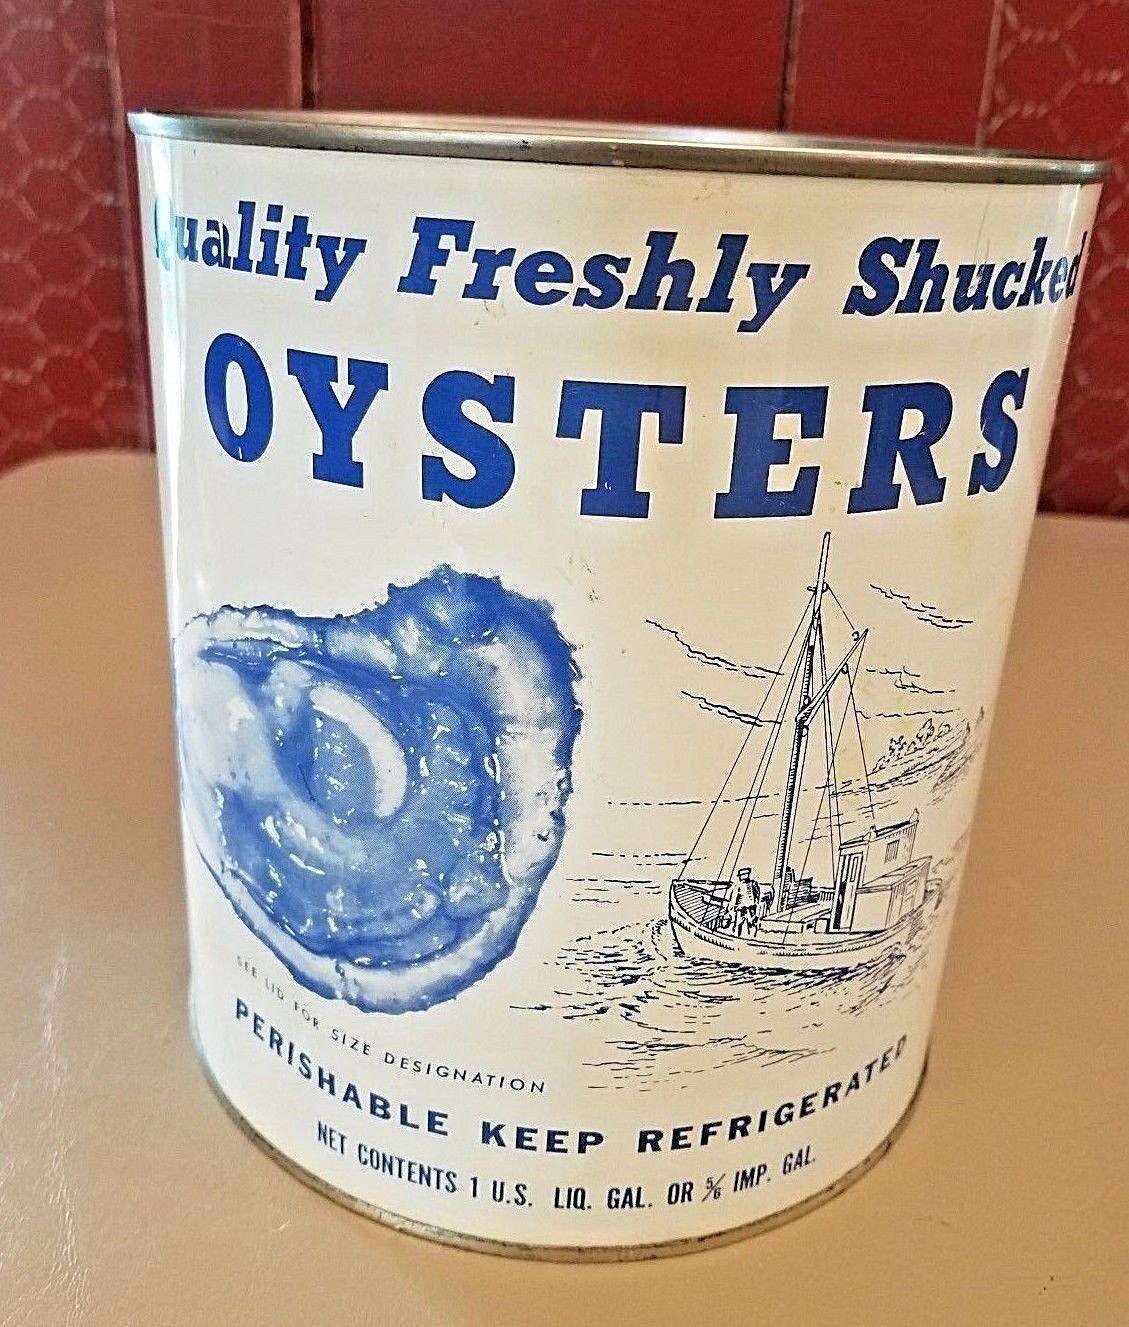 Quality Freshly Shucked
OYSTERS
SEE LID FOR SIZE DESIGNATION
PERISHABLE KEEP REFRIGERATED
NET CONTENTS 1 U.S. LIQ. GAL. OR 5/6 IMP. GAL.